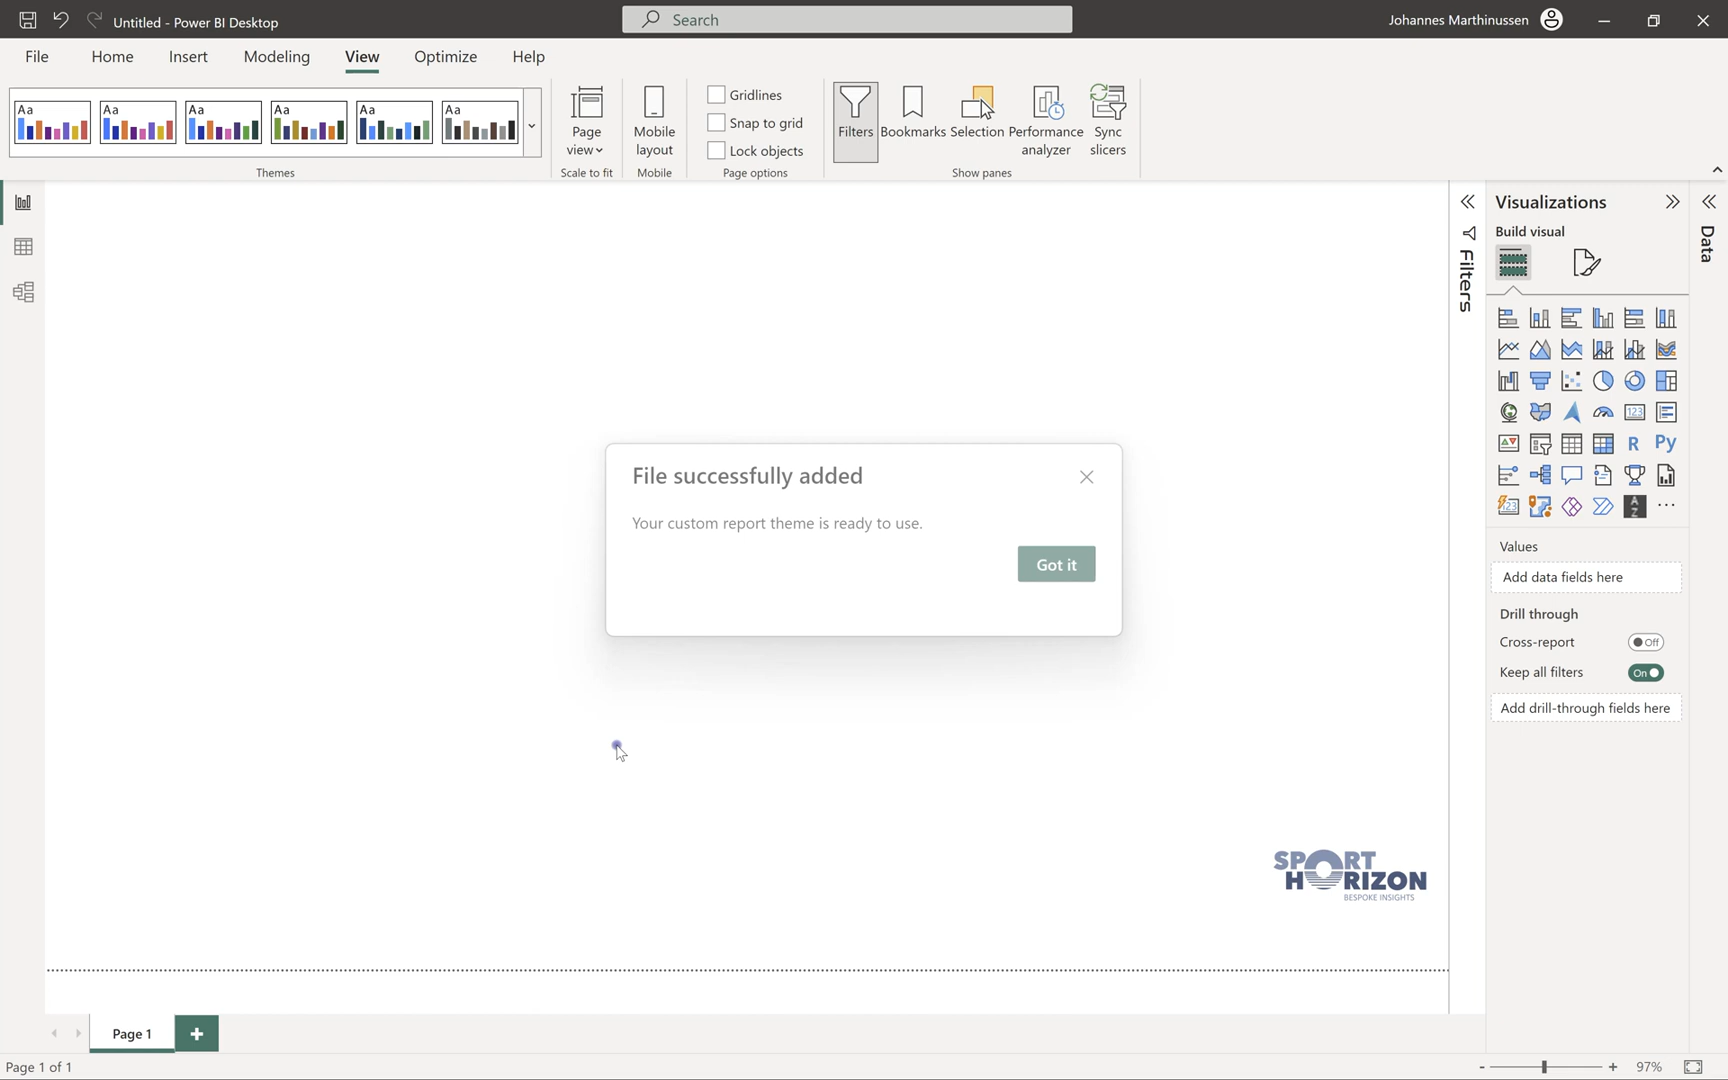 Untitled - Power BI Desktop
Search
Johannes Marthinussen
File
Home
Insert
Modeling
View
Optimize
Help
Aa
Aa
Aa
Aa
Aa
Aa
Themes
Page
view
Scale to fit
Mobile
layout
Mobile
Gridlines
Snap to grid
Lock objects
Page options
Filters
Bookmarks
Selection
Performance
analyzer
Sync
slicers
Show panes
Filters
Visualizations
Build visual
Data
123
R
Py
123
A
Z
Values
Add data fields here
Drill through
Cross-report
Off
Keep all filters
On
Add drill-through fields here
File successfully added
Your custom report theme is ready to use.
Got it
SPORT
HORIZON
BESPOKE INSIGHTS
Page 1
+
Page 1 of 1
-
+
97%